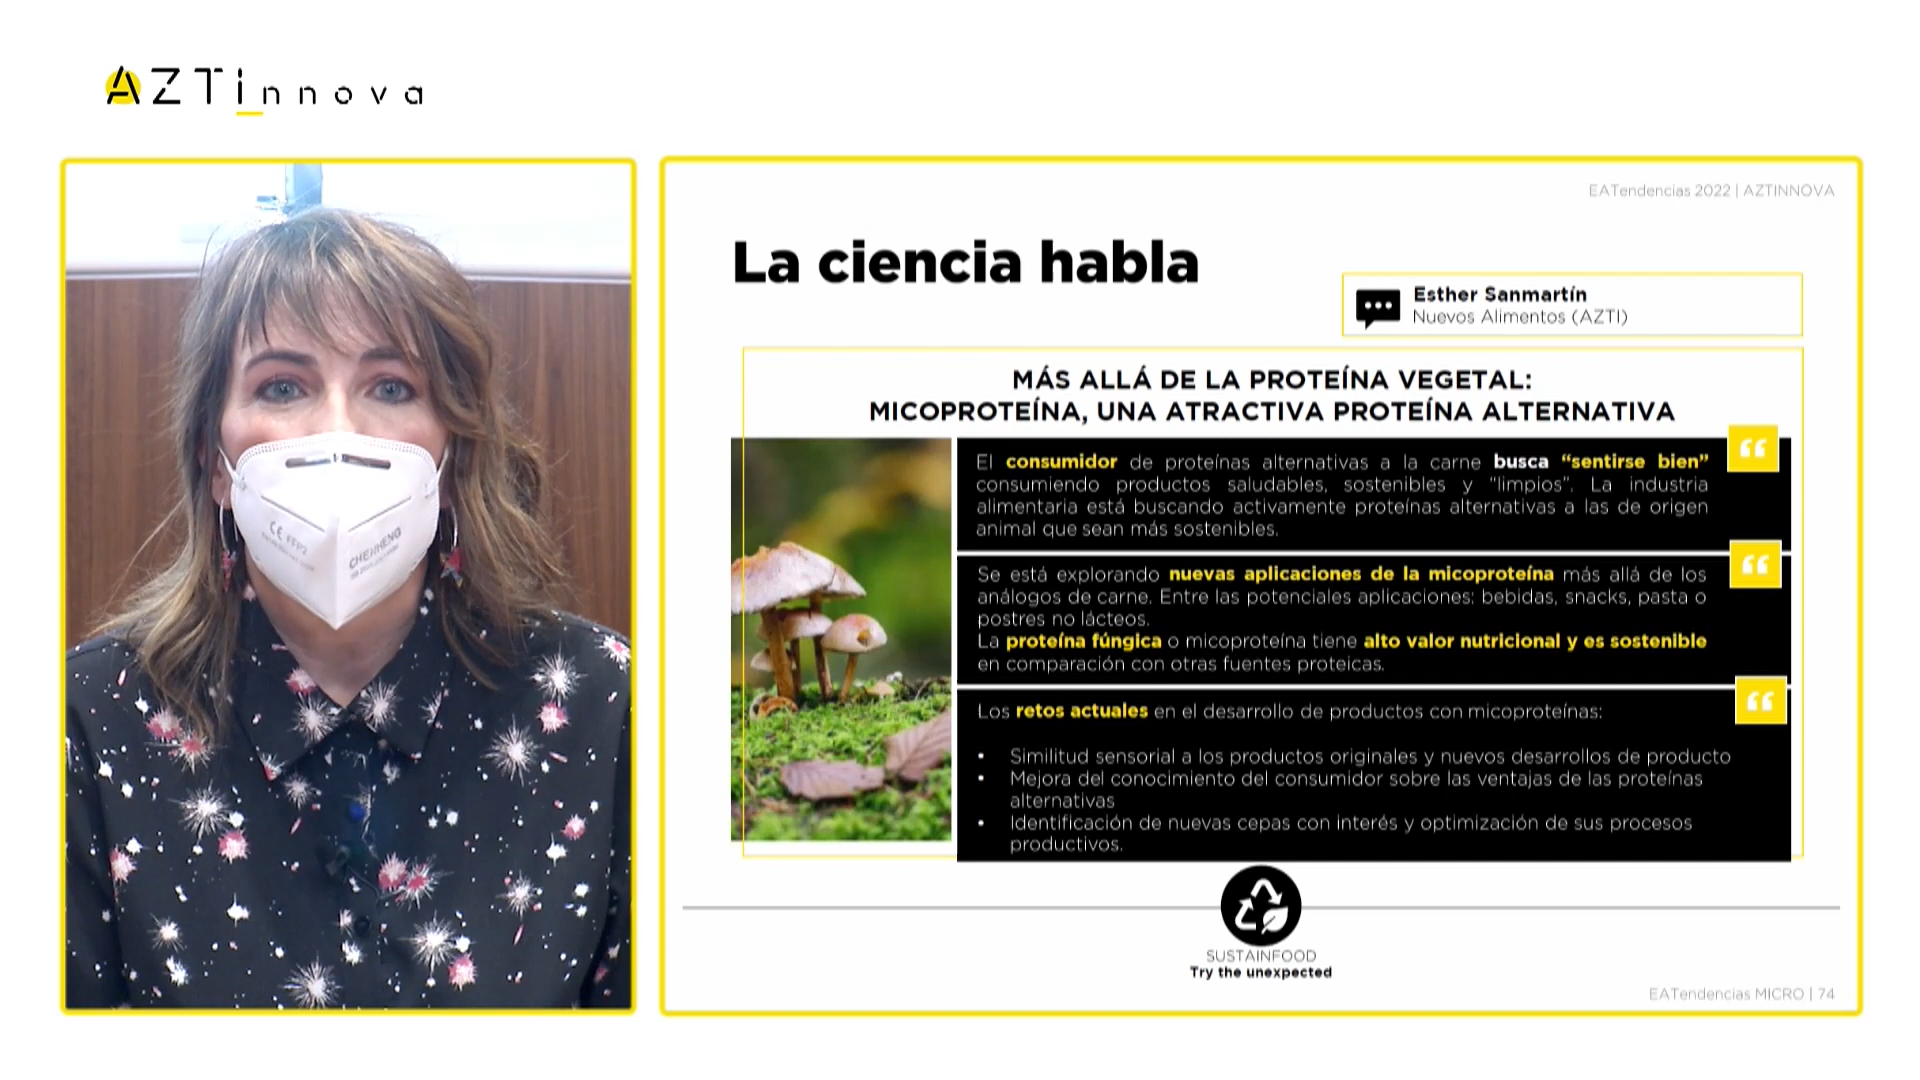 AZTInnova
CE FFP2
CHENHENG
EATendencias 2022 | AZTINNOVA
La ciencia habla
Esther Sanmartín
Nuevos Alimentos (AZTI)
MÁS ALLÁ DE LA PROTEÍNA VEGETAL:
MICOPROTEÍNA, UNA ATRACTIVA PROTEÍNA ALTERNATIVA
El consumidor de proteínas alternativas a la carne busca “sentirse bien”
consumiendo productos saludables, sostenibles y “limpios”. La industria
alimentaria está buscando activamente proteínas alternativas a las de origen
animal que sean más sostenibles.
Se está explorando nuevas aplicaciones de la micoproteína más allá de los
análogos de carne. Entre las potenciales aplicaciones: bebidas, snacks, pasta o
postres no lácteos.
La proteína fúngica o micoproteína tiene alto valor nutricional y es sostenible
en comparación con otras fuentes proteicas.
Los retos actuales en el desarrollo de productos con micoproteínas:
• Similitud sensorial a los productos originales y nuevos desarrollos de producto
• Mejora del conocimiento del consumidor sobre las ventajas de las proteínas
alternativas
• Identificación de nuevas cepas con interés y optimización de sus procesos
productivos.
SUSTAINFOOD
Try the unexpected
EATendencias MICRO | 74